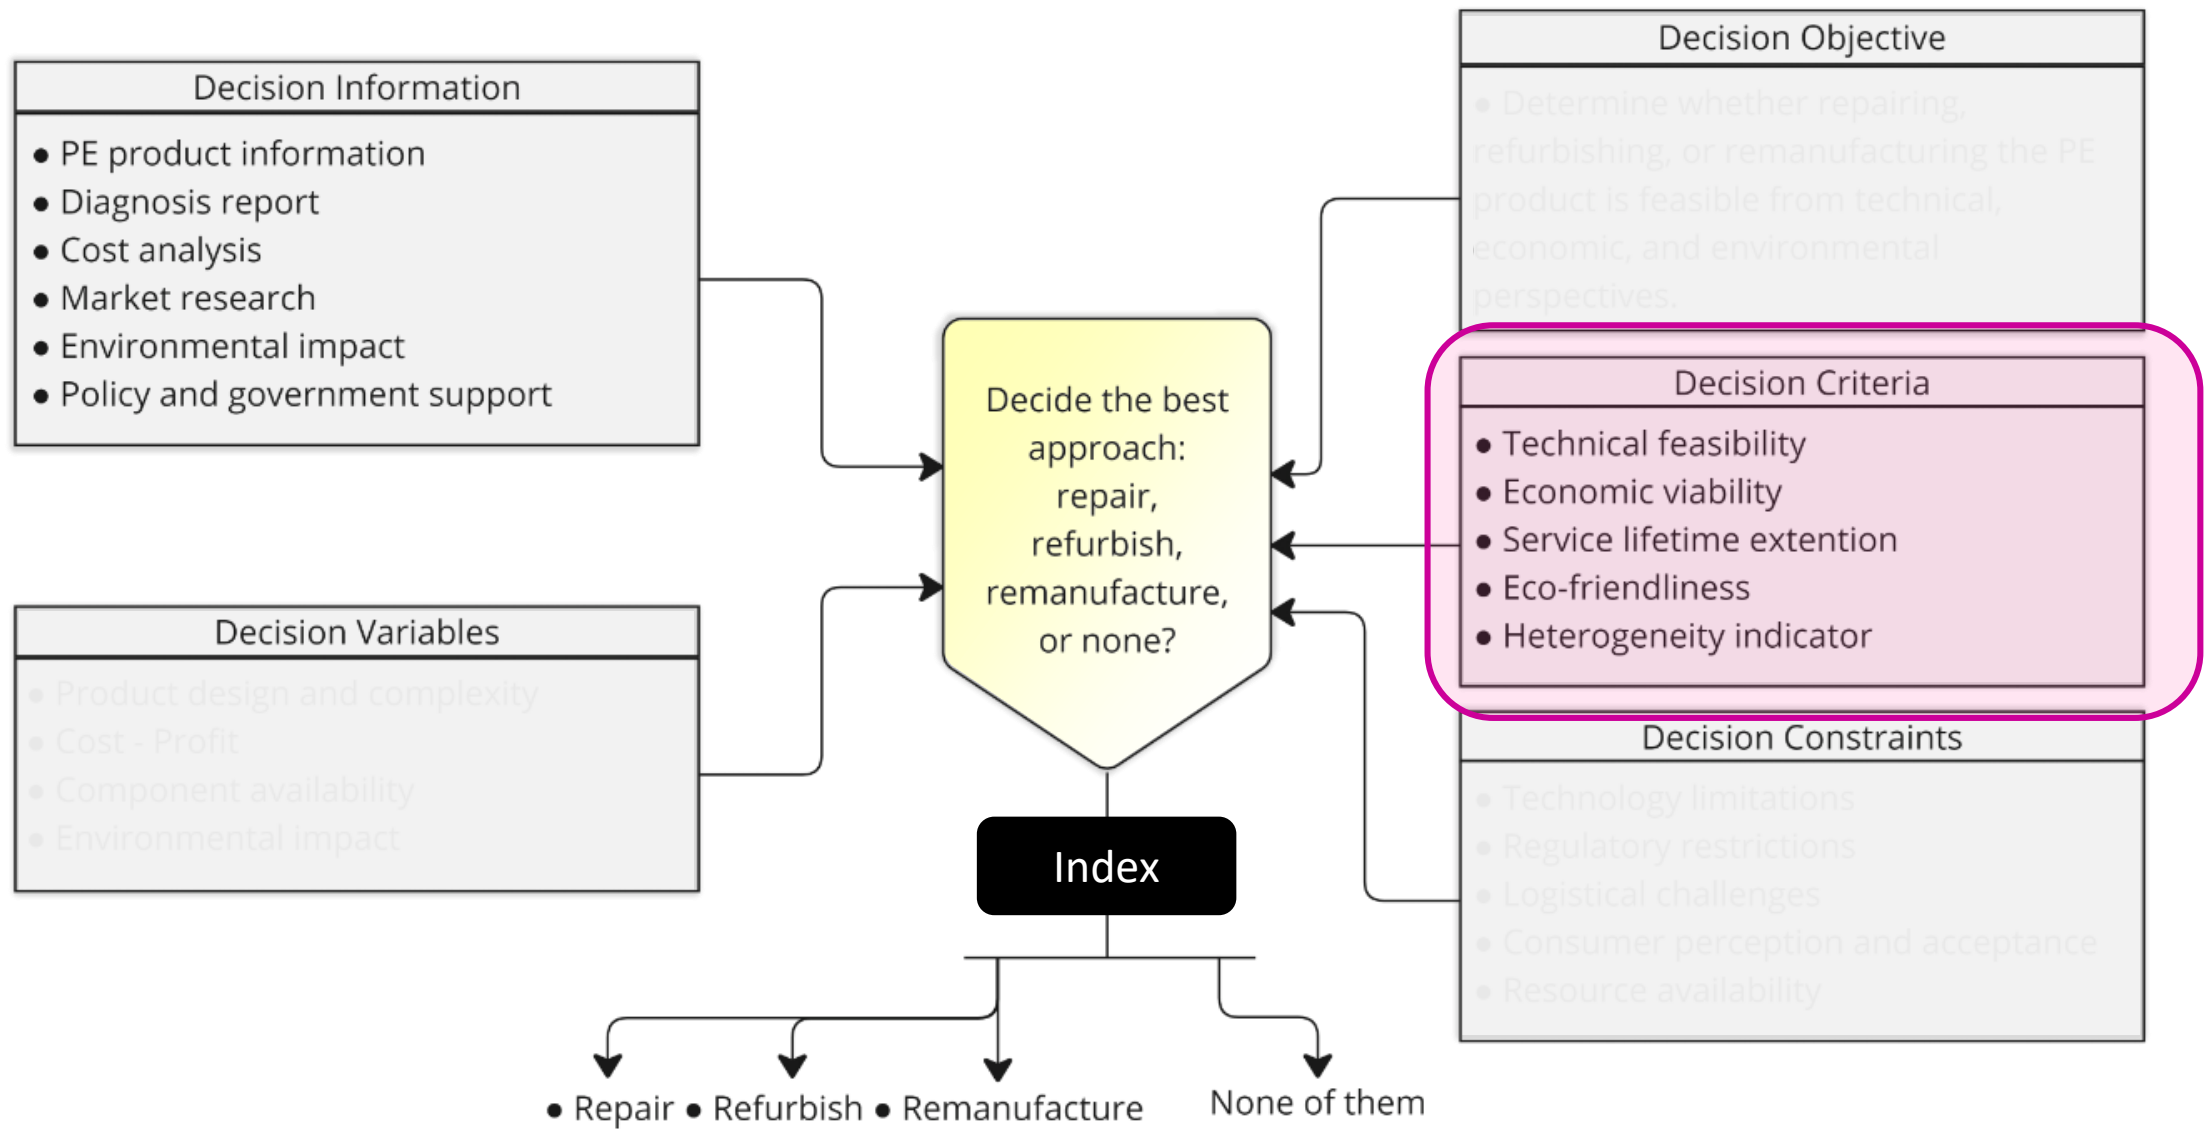 Decision Information
● PE product information
● Diagnosis report
● Cost analysis
● Market research
● Environmental impact
● Policy and government support
Decision Variables
● Product design and complexity
● Cost - Profit
● Component availability
● Environmental impact
Decide the best
approach:
repair,
refurbish,
remanufacture,
or none?
Index
● Repair ● Refurbish ● Remanufacture
None of them
Decision Objective
● Determine whether repairing,
refurbishing, or remanufacturing the PE
product is feasible from technical,
economic, and environmental
perspectives.
Decision Criteria
● Technical feasibility
● Economic viability
● Service lifetime extention
● Eco-friendliness
● Heterogeneity indicator
Decision Constraints
● Technology limitations
● Regulatory restrictions
● Logistical challenges
● Consumer perception and acceptance
● Resource availability